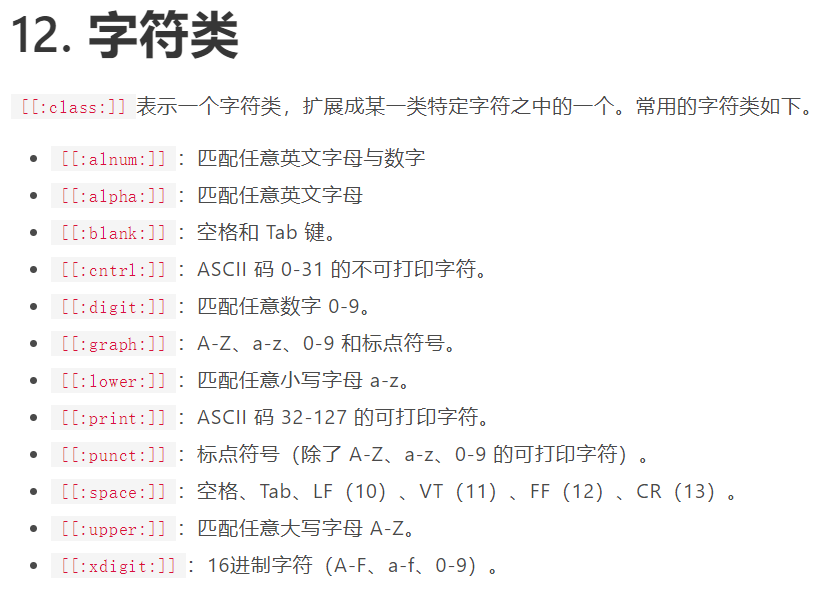 12. 字符类
[[:class:]] 表示一个字符类，扩展成某一类特定字符之中的一个。常用的字符类如下。
• [[:alnum:]] ：匹配任意英文字母与数字
• [[:alpha:]] ：匹配任意英文字母
• [[:blank:]] ：空格和 Tab 键。
• [[:cntrl:]] ：ASCII 码 0-31 的不可打印字符。
• [[:digit:]] ：匹配任意数字 0-9。
• [[:graph:]] ：A-Z、a-z、0-9 和标点符号。
• [[:lower:]] ：匹配任意小写字母 a-z。
• [[:print:]] ：ASCII 码 32-127 的可打印字符。
• [[:punct:]] ：标点符号（除了 A-Z、a-z、0-9 的可打印字符）。
• [[:space:]] ：空格、Tab、LF（10）、VT（11）、FF（12）、CR（13）。
• [[:upper:]] ：匹配任意大写字母 A-Z。
• [[:xdigit:]] ：16进制字符（A-F、a-f、0-9）。